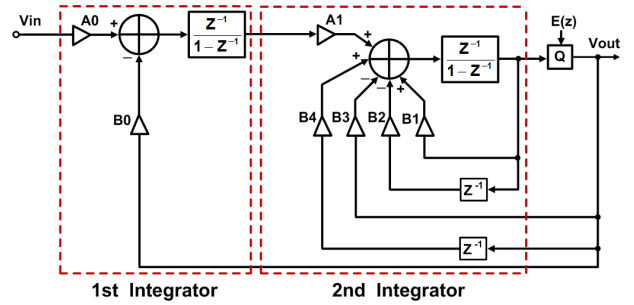 Vin
A0
+
−
Z⁻¹
1 − Z⁻¹
A1
+
+
−
−
+
Z⁻¹
1 − Z⁻¹
E(z)
Q
Vout
B0
B4
B3
B2
B1
Z⁻¹
Z⁻¹
1st Integrator
2nd Integrator